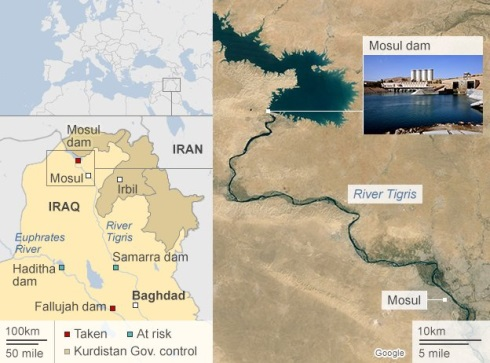 Mosul
dam
IRAN
Mosul
Irbil
IRAQ
River
Tigris
Euphrates
River
Haditha
dam
Samarra dam
Baghdad
Fallujah dam
100km
50 mile
Taken
At risk
Kurdistan Gov. control
Mosul dam
River Tigris
Mosul
Google
10km
5 mile